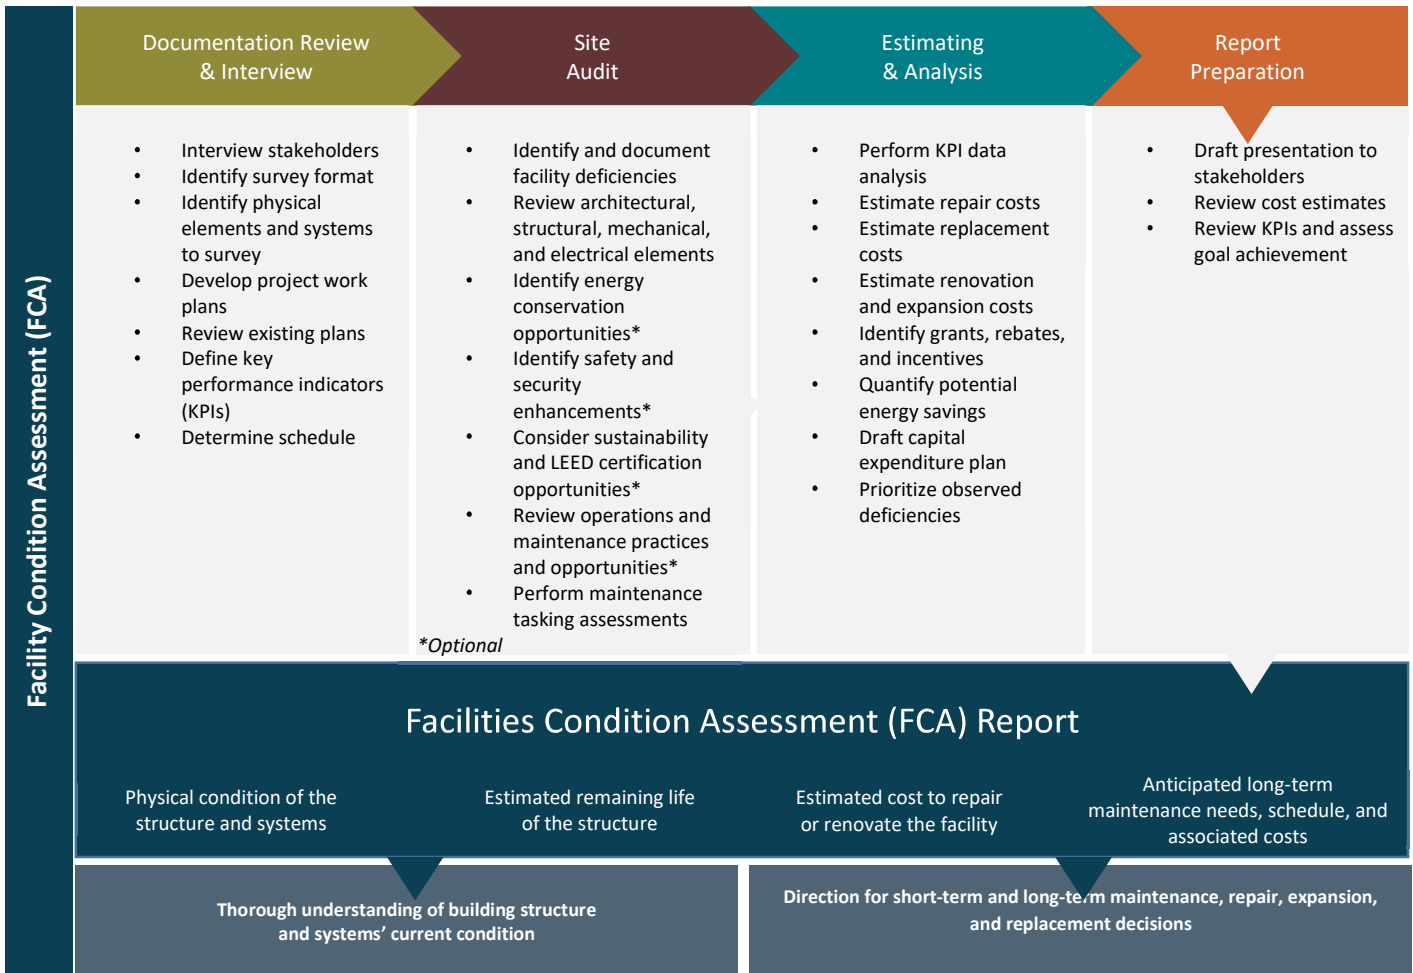 Facility Condition Assessment (FCA)
Documentation Review
& Interview
Site
Audit
Estimating
& Analysis
Report
Preparation
• Interview stakeholders
• Identify survey format
• Identify physical
elements and systems
to survey
• Develop project work
plans
• Review existing plans
• Define key
performance indicators
(KPIs)
• Determine schedule
• Identify and document
facility deficiencies
• Review architectural,
structural, mechanical,
and electrical elements
• Identify energy
conservation
opportunities*
• Identify safety and
security
enhancements*
• Consider sustainability
and LEED certification
opportunities*
• Review operations and
maintenance practices
and opportunities*
• Perform maintenance
tasking assessments
*Optional
• Perform KPI data
analysis
• Estimate repair costs
• Estimate replacement
costs
• Estimate renovation
and expansion costs
• Identify grants, rebates,
and incentives
• Quantify potential
energy savings
• Draft capital
expenditure plan
• Prioritize observed
deficiencies
• Draft presentation to
stakeholders
• Review cost estimates
• Review KPIs and assess
goal achievement
Facilities Condition Assessment (FCA) Report
Physical condition of the
structure and systems
Estimated remaining life
of the structure
Estimated cost to repair
or renovate the facility
Anticipated long-term
maintenance needs, schedule, and
associated costs
Thorough understanding of building structure
and systems’ current condition
Direction for short-term and long-term maintenance, repair, expansion,
and replacement decisions